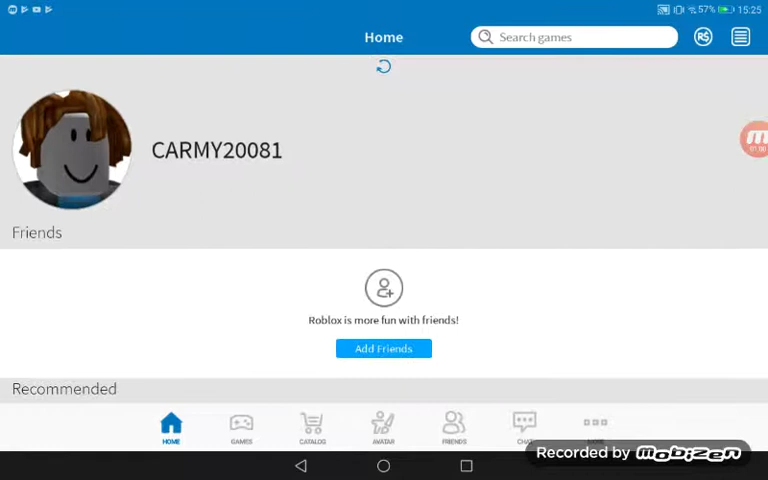 57% 15:25
Home
Search games
R$
CARMY20081
Friends
Roblox is more fun with friends!
Add Friends
Recommended
HOME GAMES CATALOG AVATAR FRIENDS
Recorded by mobizen